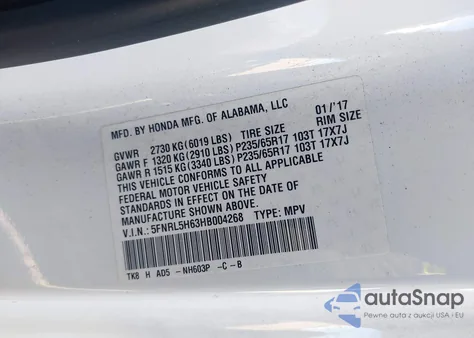 MFD. BY HONDA MFG. OF ALABAMA, LLC 01/'17
GVWR 2730 KG(6019 LBS) TIRE SIZE RIM SIZE
GAWR F 1320 KG(2910 LBS) P235/65R17 103T 17X7J
GAWR R 1515 KG(3340 LBS) P235/65R17 103T 17X7J
THIS VEHICLE CONFORMS TO ALL APPLICABLE
FEDERAL MOTOR VEHICLE SAFETY STANDARDS
IN EFFECT ON THE DATE OF
MANUFACTURE SHOWN ABOVE.
V.I.N.: 5FNRL5H63HB004268 TYPE: MPV
TK8 H AD5 -NH603P -C-B
autoSnap
Pewne auta z aukcji USA i EU